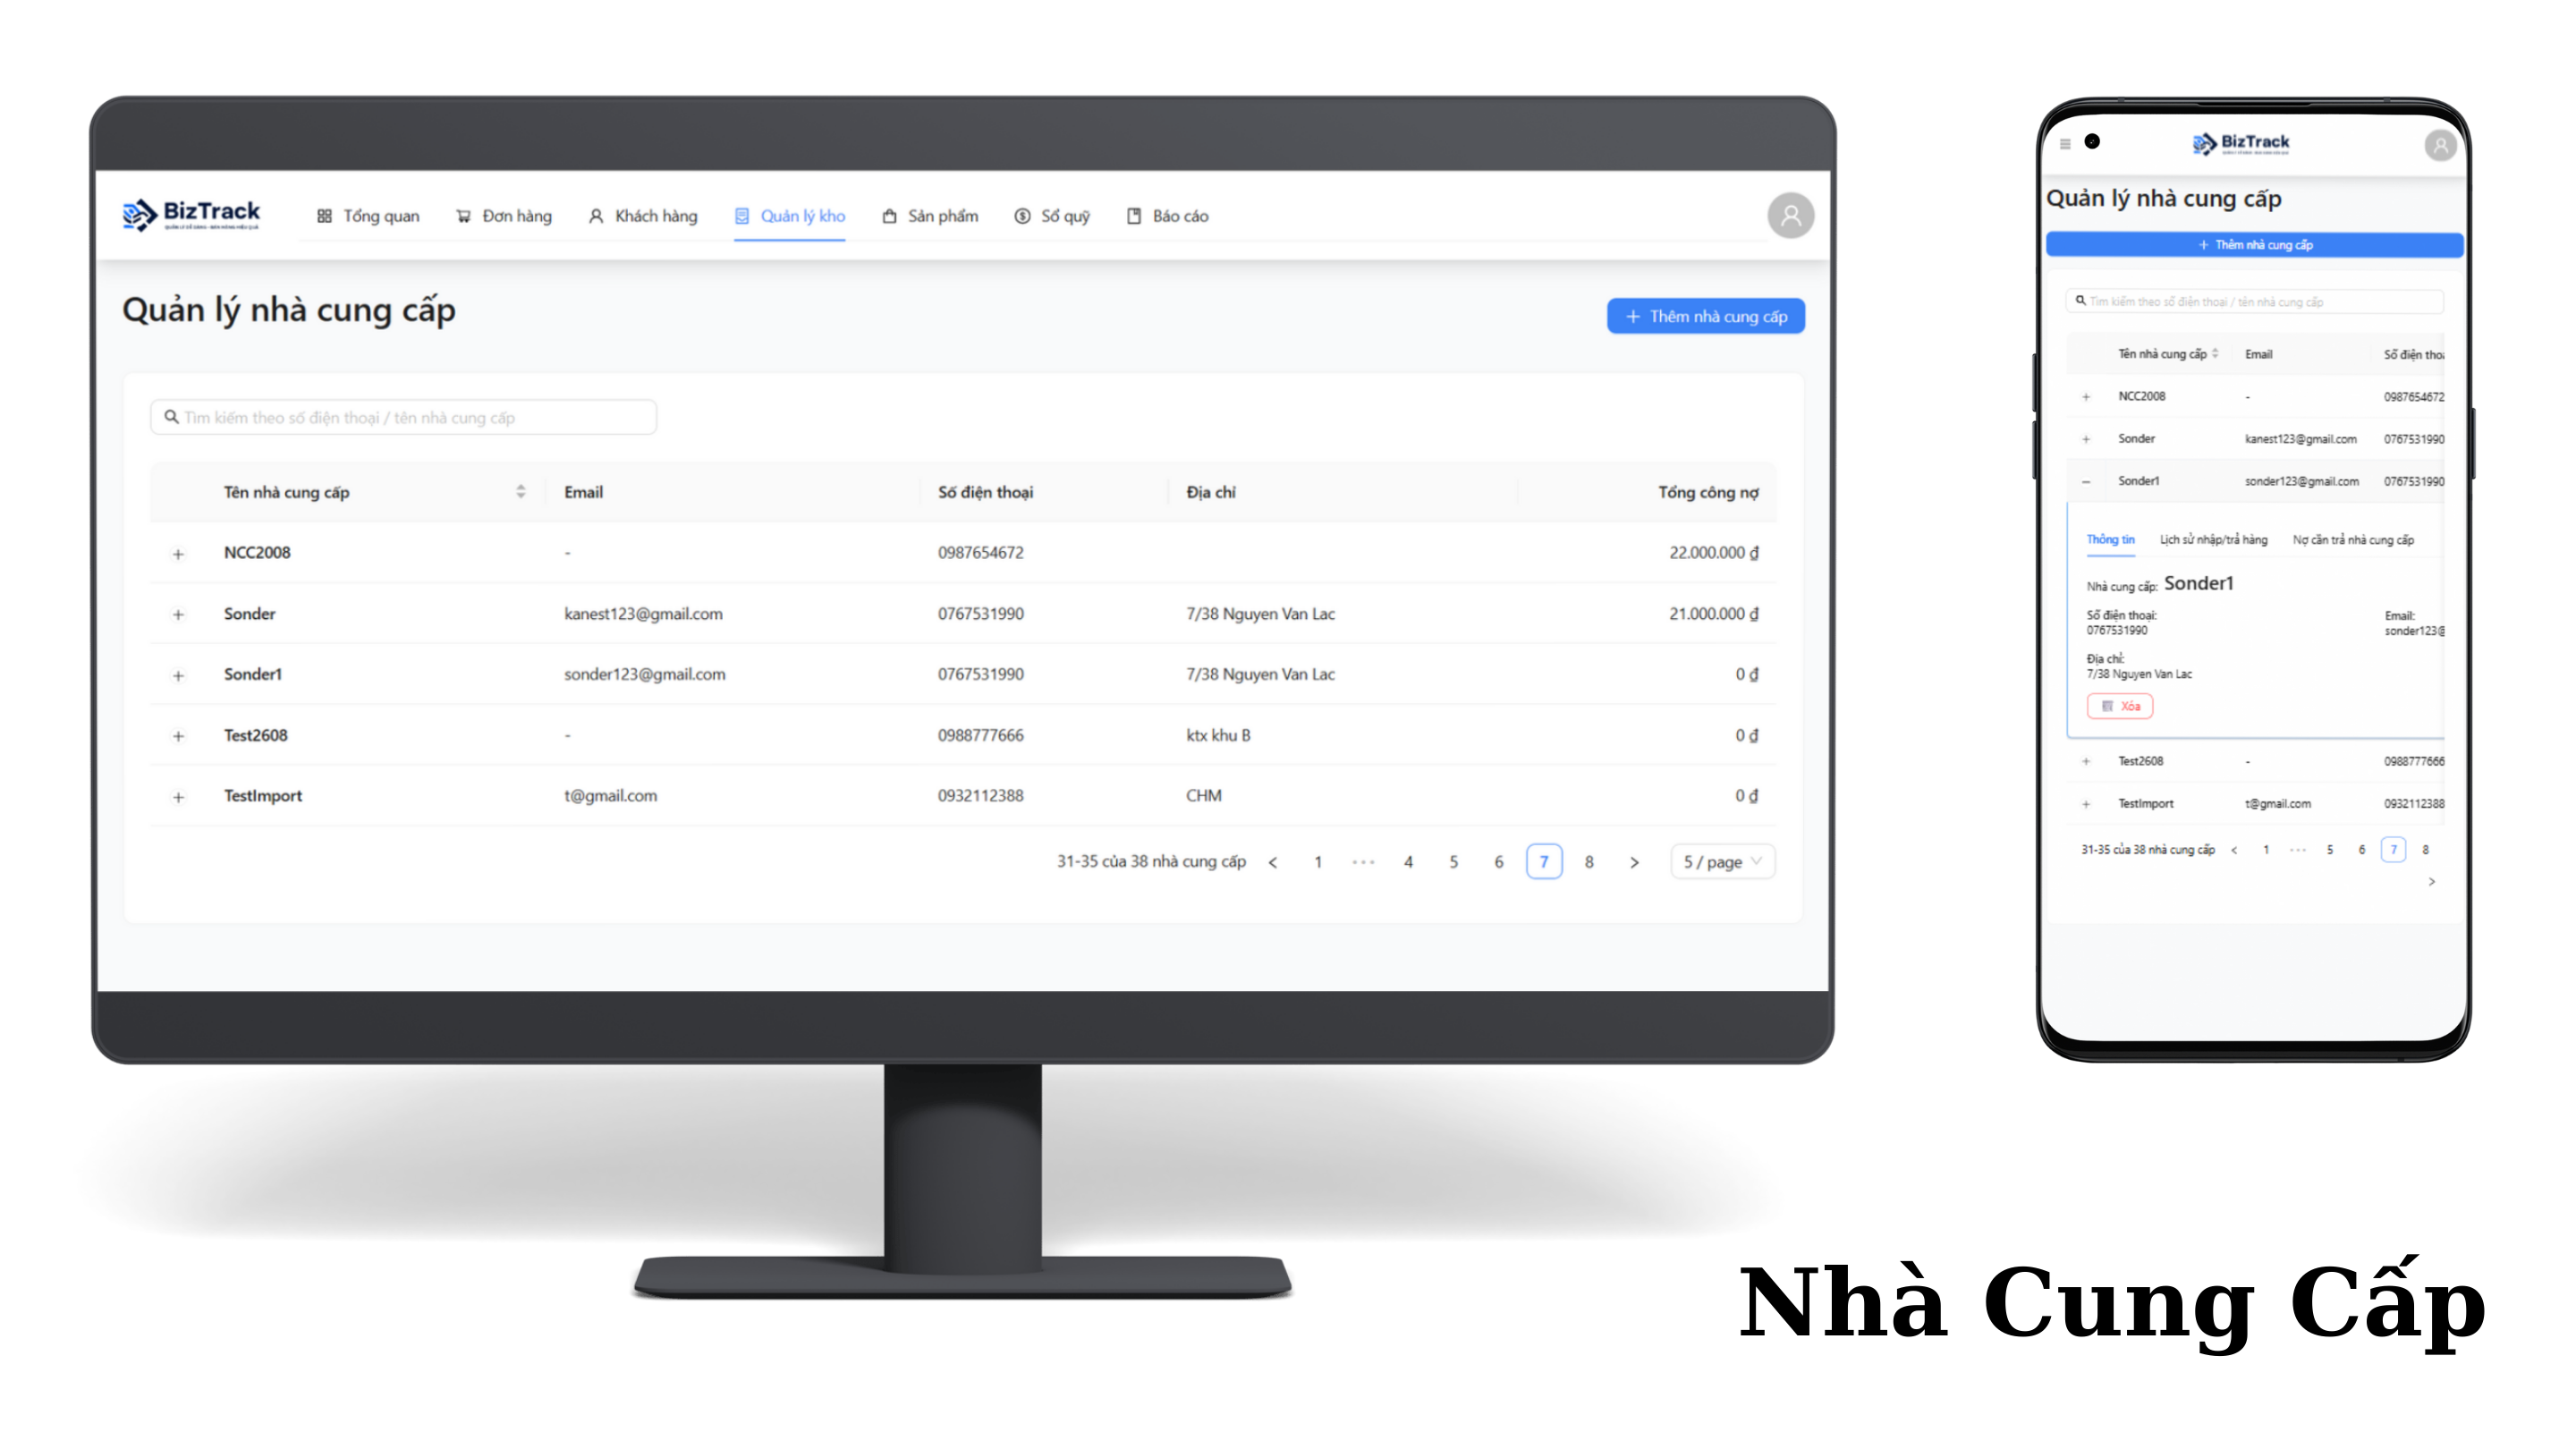 BizTrack
Tổng quan
Đơn hàng
Khách hàng
Quản lý kho
Sản phẩm
Sổ quỹ
Báo cáo
Quản lý nhà cung cấp
+ Thêm nhà cung cấp
Tìm kiếm theo số điện thoại / tên nhà cung cấp
Tên nhà cung cấp Email Số điện thoại Địa chỉ Tổng công nợ
+ NCC2008 - 0987654672 22.000.000 ₫
+ Sonder kanest123@gmail.com 0767531990 7/38 Nguyen Van Lac 21.000.000 ₫
+ Sonder1 sonder123@gmail.com 0767531990 7/38 Nguyen Van Lac 0 ₫
+ Test2608 - 0988777666 ktx khu B 0 ₫
+ TestImport t@gmail.com 0932112388 CHM 0 ₫
31-35 của 38 nhà cung cấp < 1 ••• 4 5 6 7 8 > 5 / page
BizTrack
Quản lý nhà cung cấp
+ Thêm nhà cung cấp
Tìm kiếm theo số điện thoại / tên nhà cung cấp
Tên nhà cung cấp Email Số điện thoạ
+ NCC2008 - 0987654672
+ Sonder kanest123@gmail.com 0767531990
− Sonder1 sonder123@gmail.com 0767531990
Thông tin Lịch sử nhập/trả hàng Nợ cần trả nhà cung cấp
Nhà cung cấp: Sonder1
Số điện thoại: Email:
0767531990 sonder123@
Địa chỉ:
7/38 Nguyen Van Lac
Xóa
+ Test2608 - 0988777666
+ TestImport t@gmail.com 0932112388
31-35 của 38 nhà cung cấp < 1 ••• 5 6 7 8
>
Nhà Cung Cấp